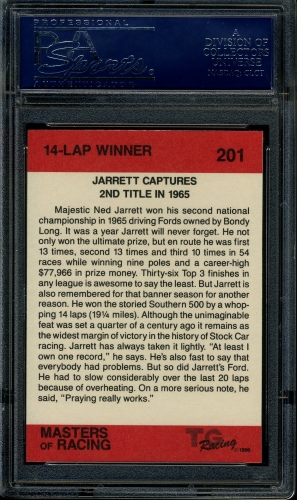 PROFESSIONAL
PSA Sports
A DIVISION OF
COLLECTORS
UNIVERSE
14-LAP WINNER 201
JARRETT CAPTURES
2ND TITLE IN 1965
Majestic Ned Jarrett won his second national
championship in 1965 driving Fords owned by Bondy
Long. It was a year Jarrett will never forget. He not
only won the ultimate prize, but en route he was first
13 times, second 13 times and third 10 times in 54
races while winning nine poles and a career-high
$77,966 in prize money. Thirty-six Top 3 finishes in
any league is awesome to say the least. But Jarrett is
also remembered for that banner season for another
reason. He won the storied Southern 500 by a whop-
ping 14 laps (19¼ miles). Although the unimaginable
feat was set a quarter of a century ago it remains as
the widest margin of victory in the history of Stock Car
racing. Jarrett has always taken it lightly. "At least I
own one record," he says. He's also fast to say that
everybody had problems. But so did Jarrett's Ford.
He had to slow considerably over the last 20 laps
because of overheating. On a more serious note, he
said, "Praying really works."
MASTERS
OF RACING
TG
Racing